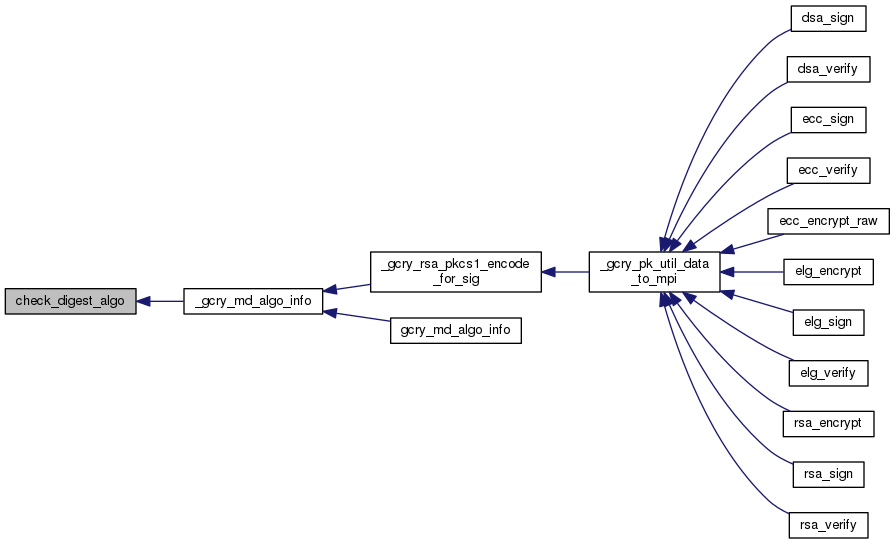 dsa_sign
dsa_verify
ecc_sign
ecc_verify
ecc_encrypt_raw
_gcry_rsa_pkcs1_encode
_for_sig
_gcry_pk_util_data
_to_mpi
elg_encrypt
check_digest_algo
_gcry_md_algo_info
gcry_md_algo_info
elg_sign
elg_verify
rsa_encrypt
rsa_sign
rsa_verify